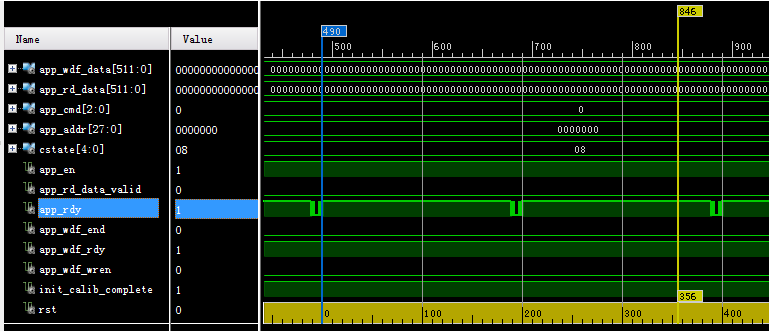 846
490
Name Value
500 600 700 800 900
app_wdf_data[511:0] 00000000000000
app_rd_data[511:0] 00000000000000
app_cmd[2:0] 0 0
app_addr[27:0] 0000000 0000000
cstate[4:0] 08 08
app_en 1
app_rd_data_valid 0
app_rdy 1
app_wdf_end 0
app_wdf_rdy 1
app_wdf_wren 0
init_calib_complete 1
356
rst 0
0 100 200 300 400